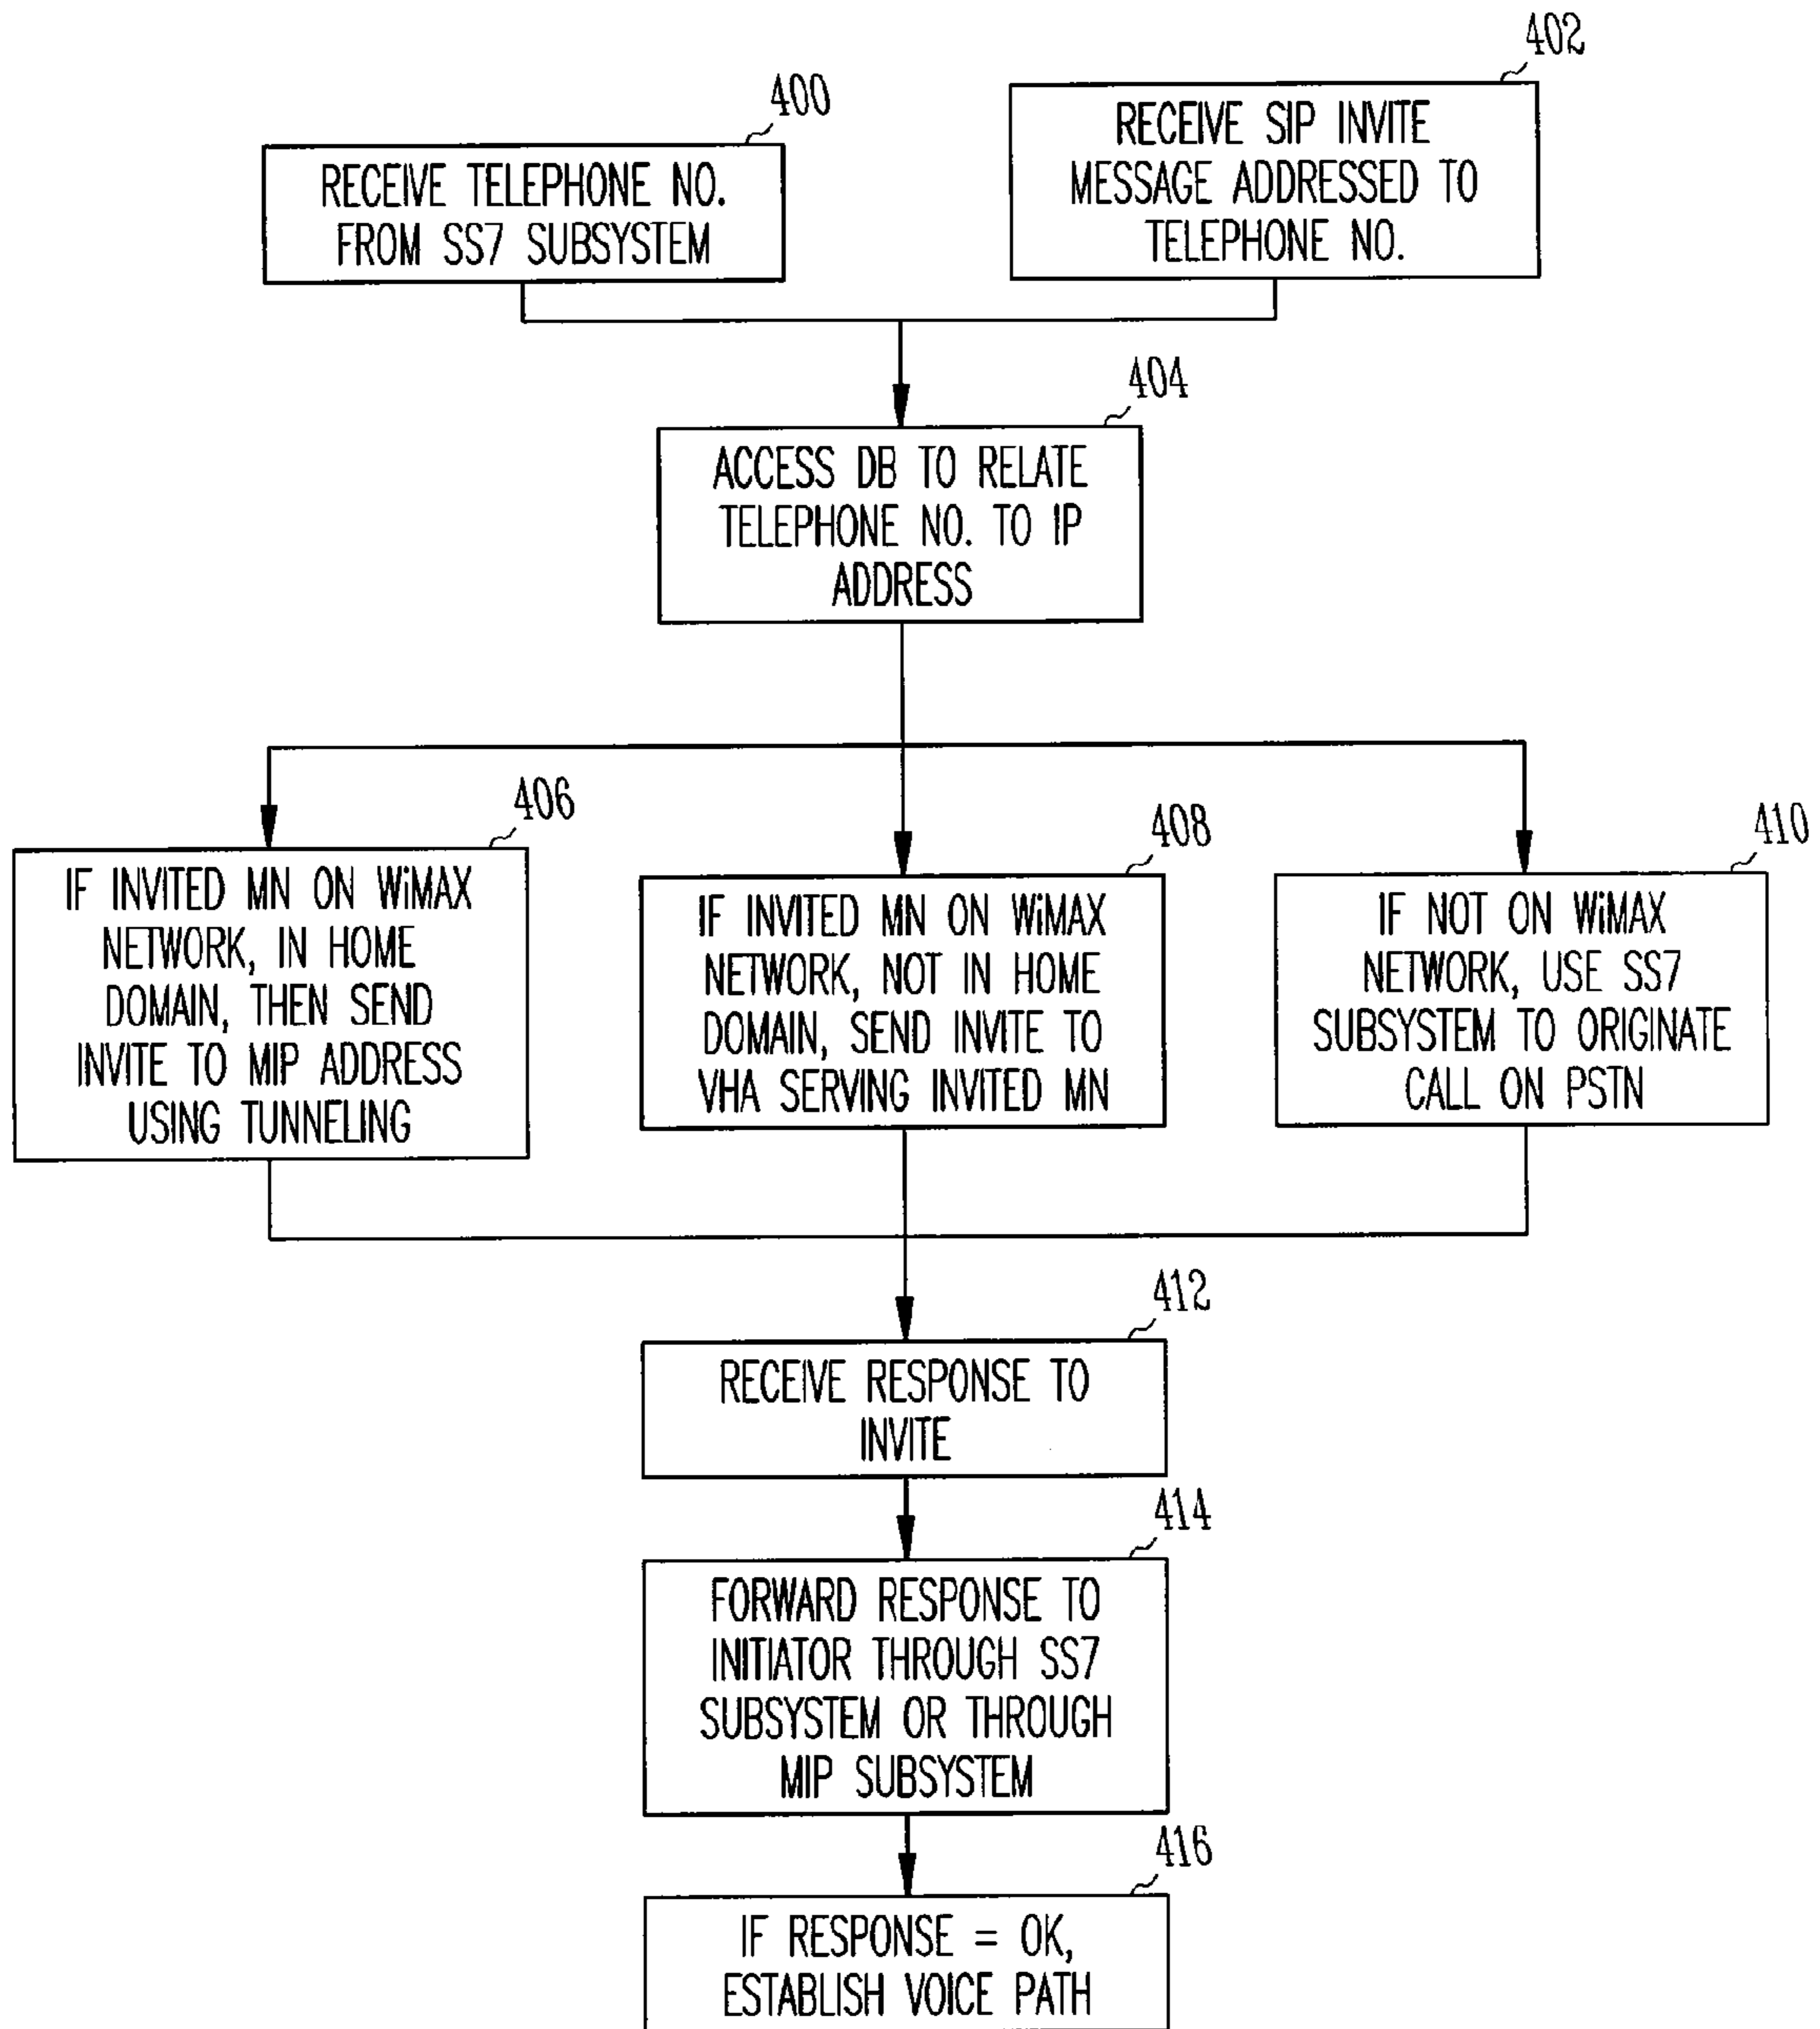 402
400
RECEIVE SIP INVITE
MESSAGE ADDRESSED TO
TELEPHONE NO.
RECEIVE TELEPHONE NO.
FROM SS7 SUBSYSTEM
404
ACCESS DB TO RELATE
TELEPHONE NO. TO IP
ADDRESS
406
IF INVITED MN ON WiMAX
NETWORK, IN HOME
DOMAIN, THEN SEND
INVITE TO MIP ADDRESS
USING TUNNELING
408
IF INVITED MN ON WiMAX
NETWORK, NOT IN HOME
DOMAIN, SEND INVITE TO
VHA SERVING INVITED MN
410
IF NOT ON WiMAX
NETWORK, USE SS7
SUBSYSTEM TO ORIGINATE
CALL ON PSTN
412
RECEIVE RESPONSE TO
INVITE
414
FORWARD RESPONSE TO
INITIATOR THROUGH SS7
SUBSYSTEM OR THROUGH
MIP SUBSYSTEM
416
IF RESPONSE = OK,
ESTABLISH VOICE PATH